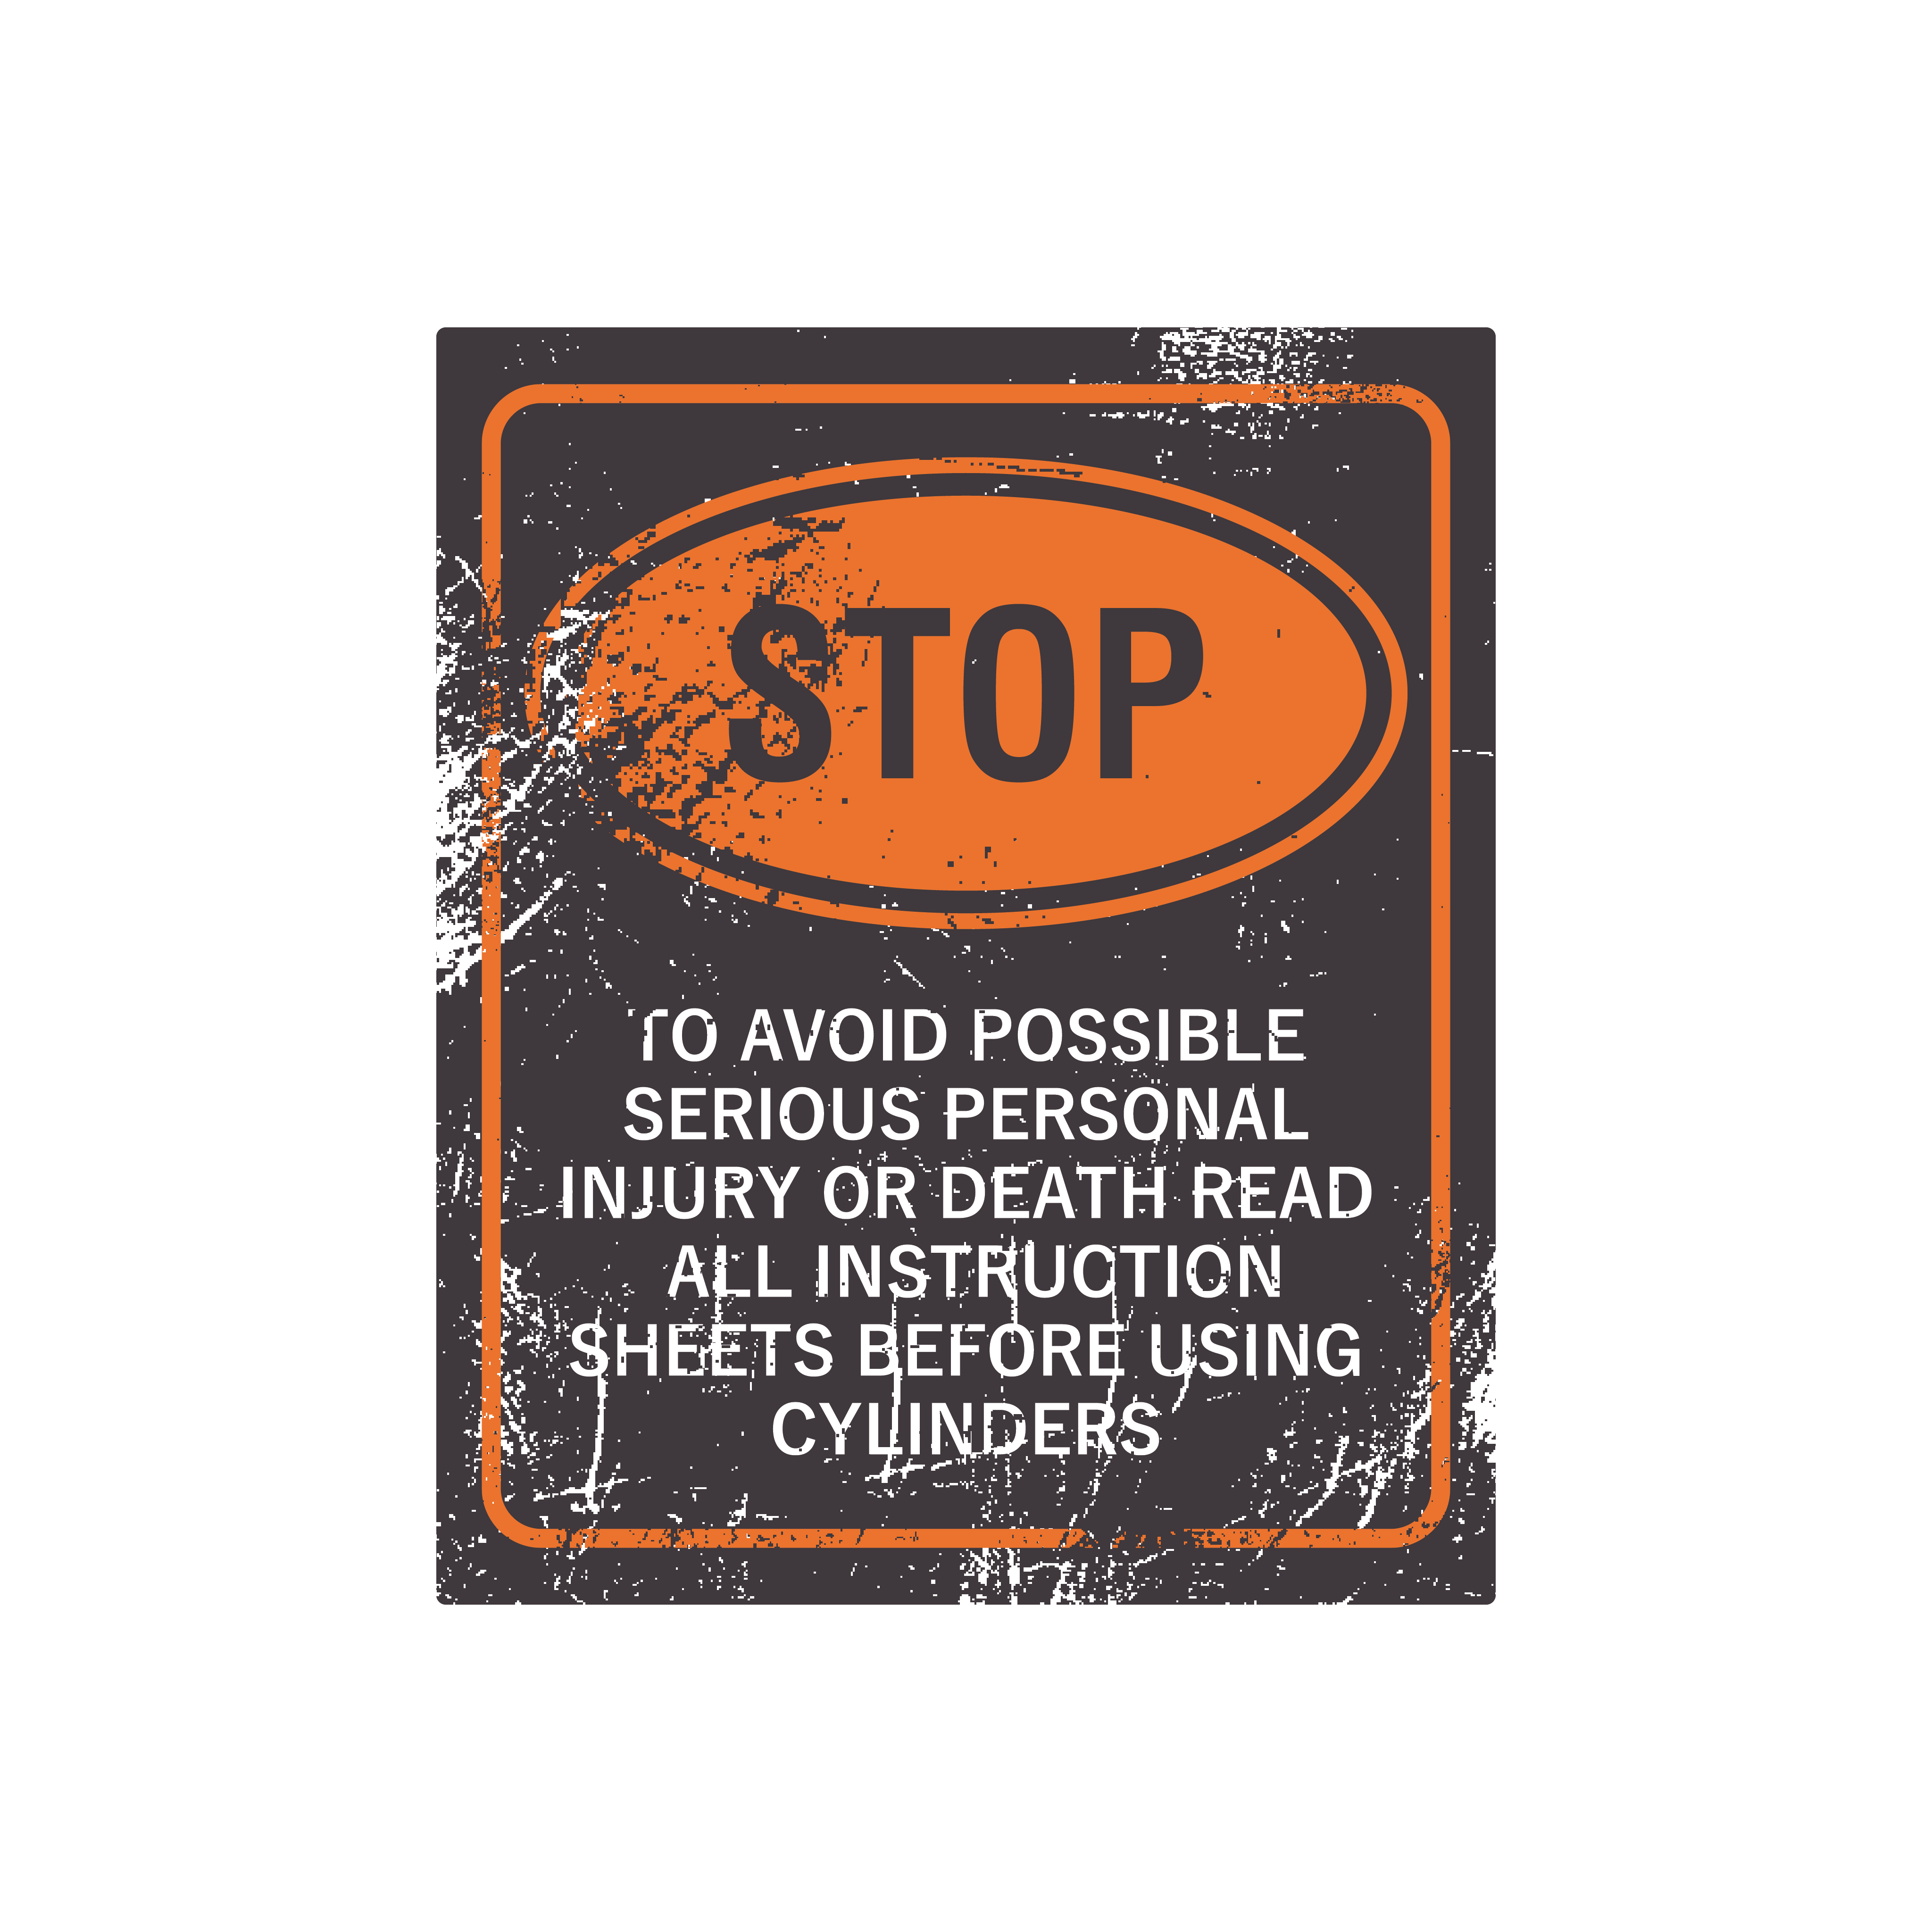 STOP
TO AVOID POSSIBLE
SERIOUS PERSONAL
INJURY OR DEATH READ
ALL INSTRUCTION
SHEETS BEFORE USING
CYLINDERS